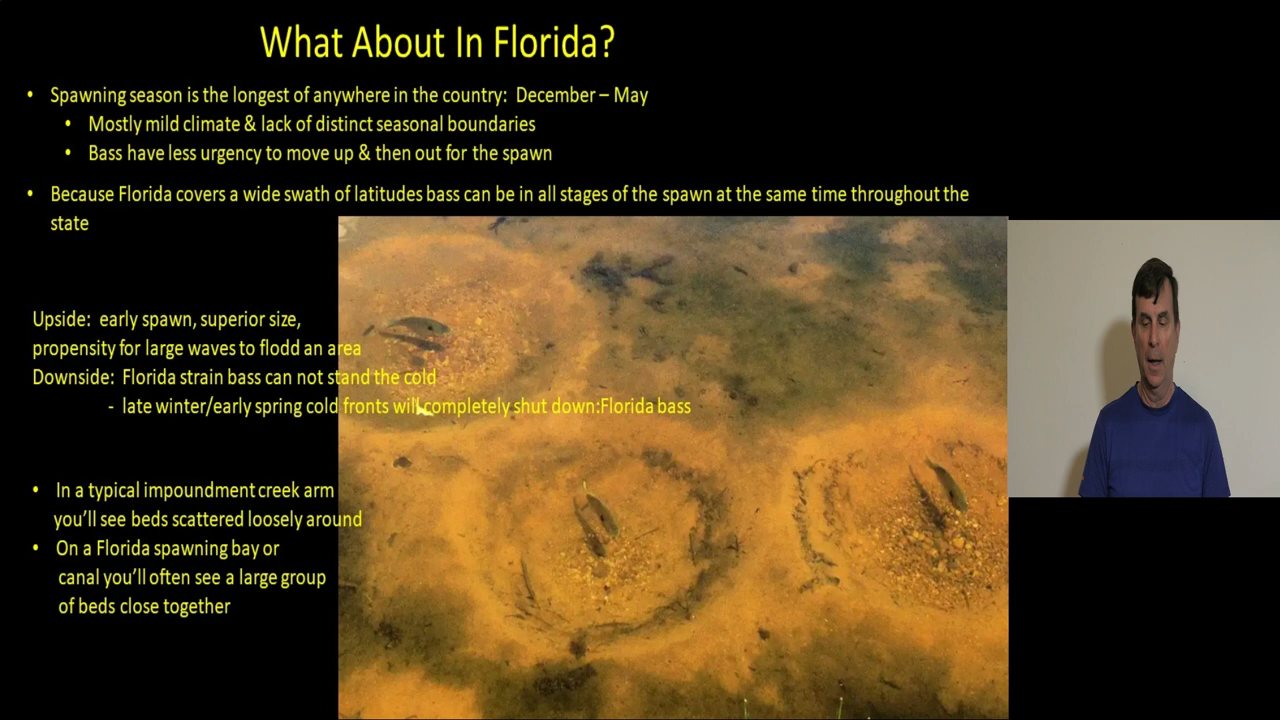 What About In Florida?
• Spawning season is the longest of anywhere in the country: December – May
• Mostly mild climate & lack of distinct seasonal boundaries
• Bass have less urgency to move up & then out for the spawn
• Because Florida covers a wide swath of latitudes bass can be in all stages of the spawn at the same time throughout the
state
Upside: early spawn, superior size,
propensity for large waves to flodd an area
Downside: Florida strain bass can not stand the cold
- late winter/early spring cold fronts will completely shut down:Florida bass
• In a typical impoundment creek arm
you'll see beds scattered loosely around
• On a Florida spawning bay or
canal you'll often see a large group
of beds close together